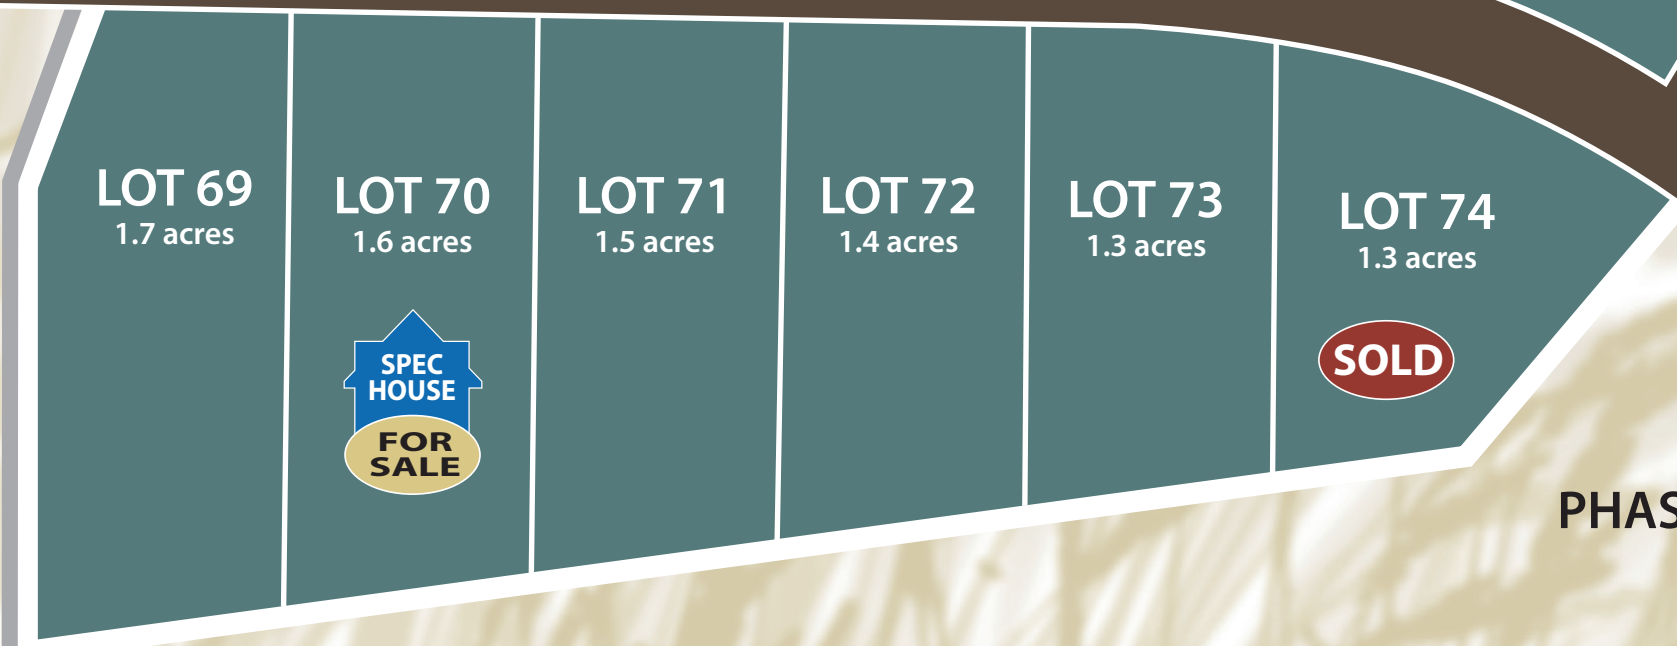 LOT 69
1.7 acres
LOT 70
1.6 acres
SPEC
HOUSE
FOR
SALE
LOT 71
1.5 acres
LOT 72
1.4 acres
LOT 73
1.3 acres
LOT 74
1.3 acres
SOLD
PHAS